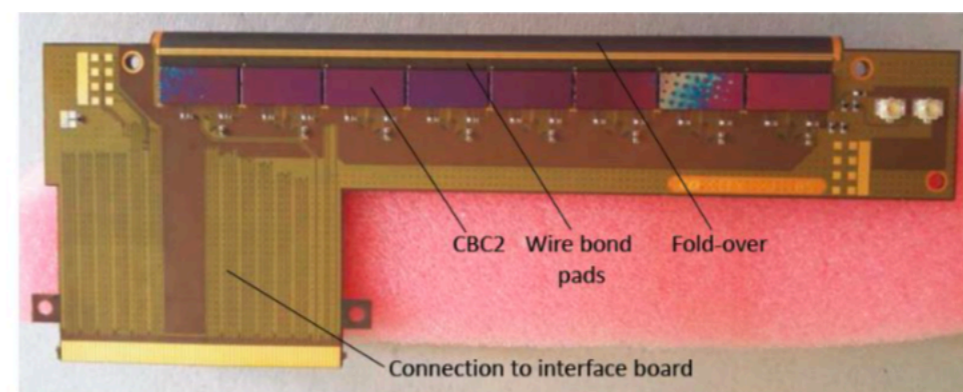 CBC2 Wire bond pads Fold-over
Connection to interface board